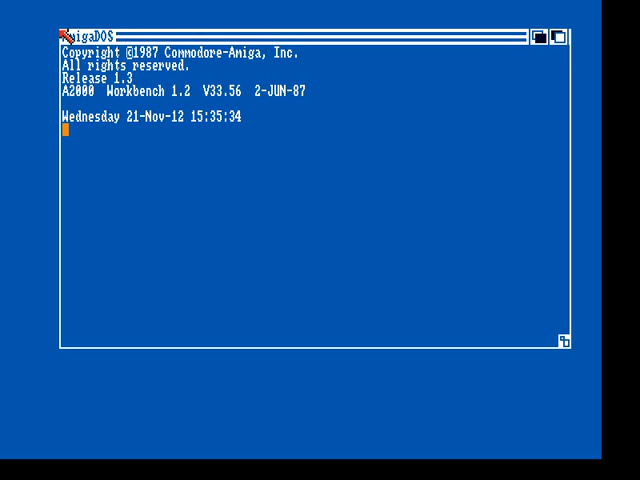 AmigaDOS
Copyright ©1987 Commodore-Amiga, Inc.
All rights reserved.
Release 1.3
A2000 Workbench 1.2 V33.56 2-JUN-87
Wednesday 21-Nov-12 15:35:34